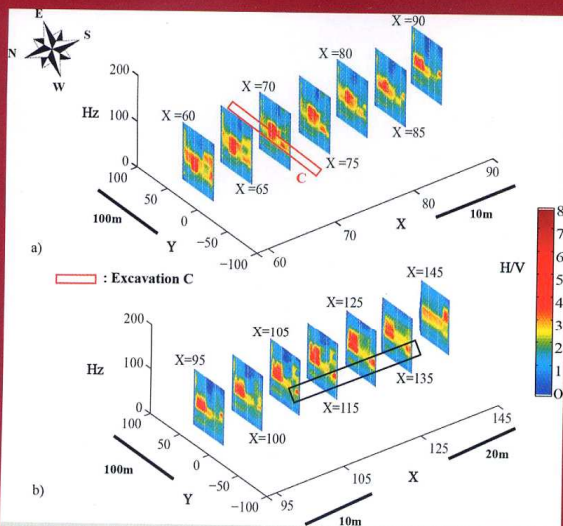 E
N
S
W
X =90
X =80
X =70
X =60
200
Hz
100
0
X =85
X =75
C
X =65
100
50
0
−50
−100
Y
100m
90
80
70
60
X
10m
a)
: Excavation C
H/V
8
7
6
5
4
3
2
1
0
X=145
X=125
X=105
X=95
200
Hz
100
0
X=135
X=115
X=100
100
50
0
−50
−100
Y
100m
145
125
105
95
X
20m
10m
b)